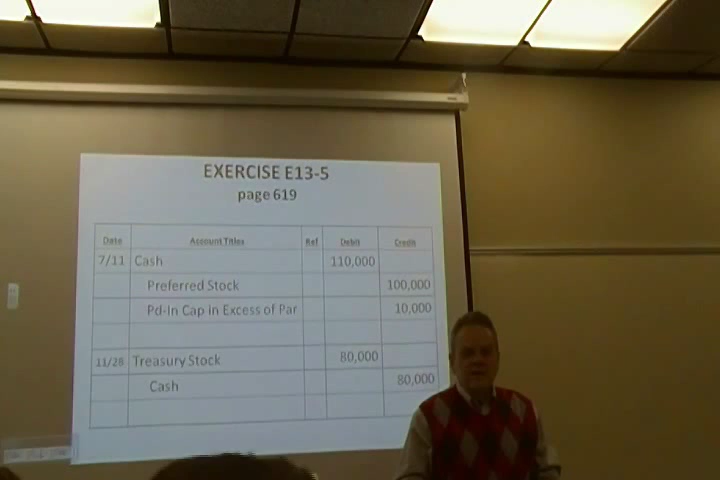 EXERCISE E13-5
page 619
Date Account Titles Ref Debit Credit
7/11 Cash 110,000
Preferred Stock 100,000
Pd-In Cap in Excess of Par 10,000
11/28 Treasury Stock 80,000
Cash 80,000